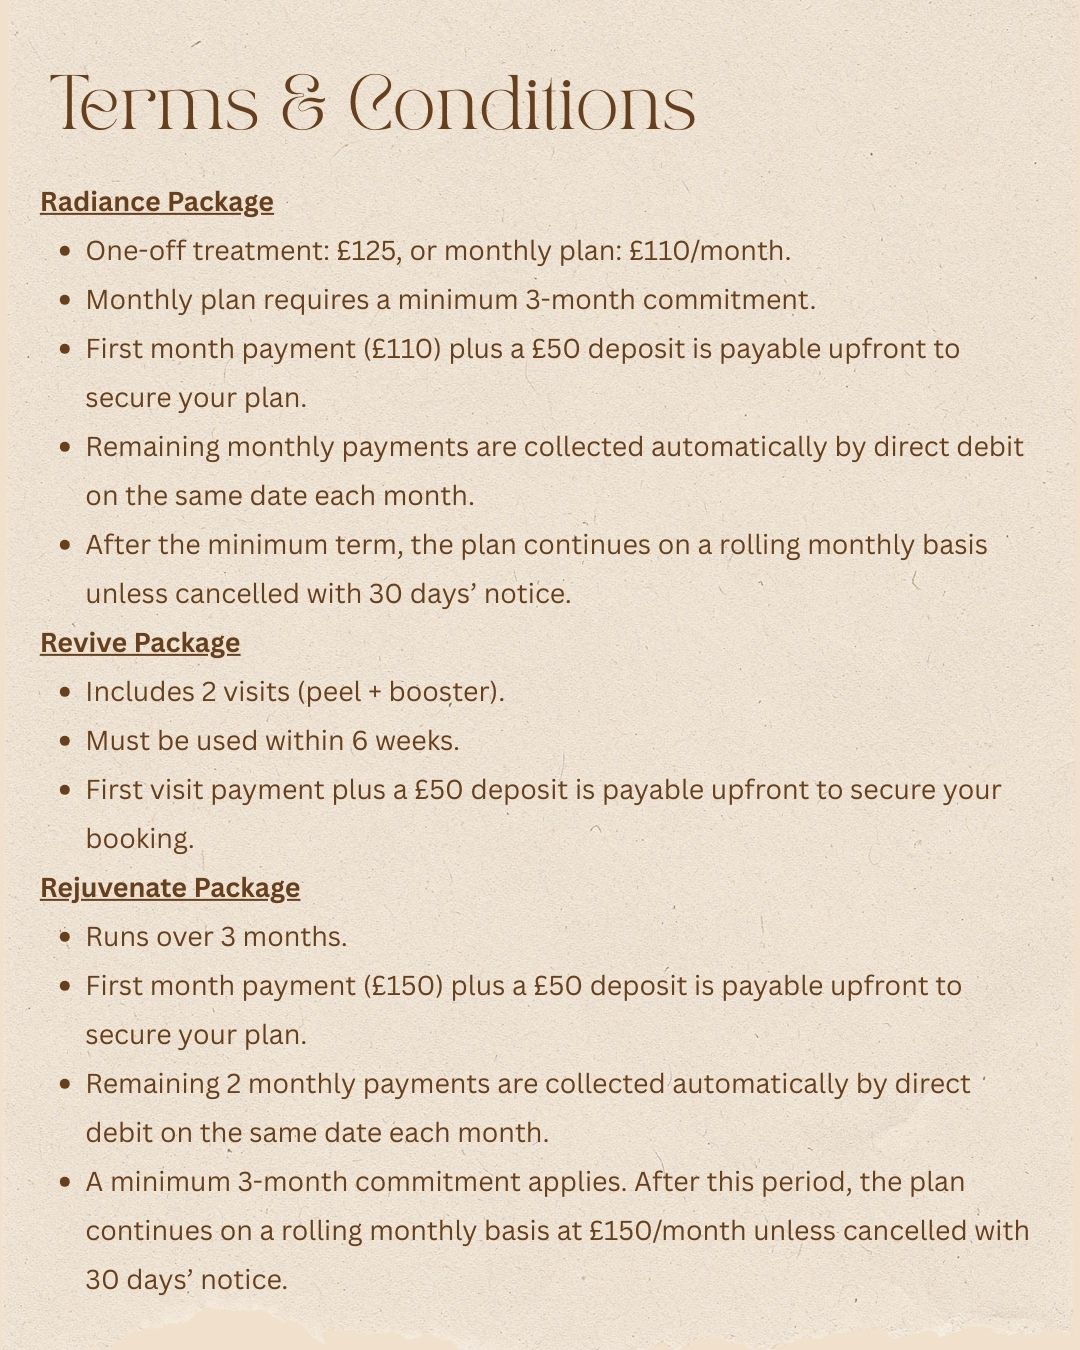 Terms & Conditions
Radiance Package
• One-off treatment: £125, or monthly plan: £110/month.
• Monthly plan requires a minimum 3-month commitment.
• First month payment (£110) plus a £50 deposit is payable upfront to
secure your plan.
• Remaining monthly payments are collected automatically by direct debit
on the same date each month.
• After the minimum term, the plan continues on a rolling monthly basis
unless cancelled with 30 days’ notice.
Revive Package
• Includes 2 visits (peel + booster).
• Must be used within 6 weeks.
• First visit payment plus a £50 deposit is payable upfront to secure your
booking.
Rejuvenate Package
• Runs over 3 months.
• First month payment (£150) plus a £50 deposit is payable upfront to
secure your plan.
• Remaining 2 monthly payments are collected automatically by direct
debit on the same date each month.
• A minimum 3-month commitment applies. After this period, the plan
continues on a rolling monthly basis at £150/month unless cancelled with
30 days’ notice.